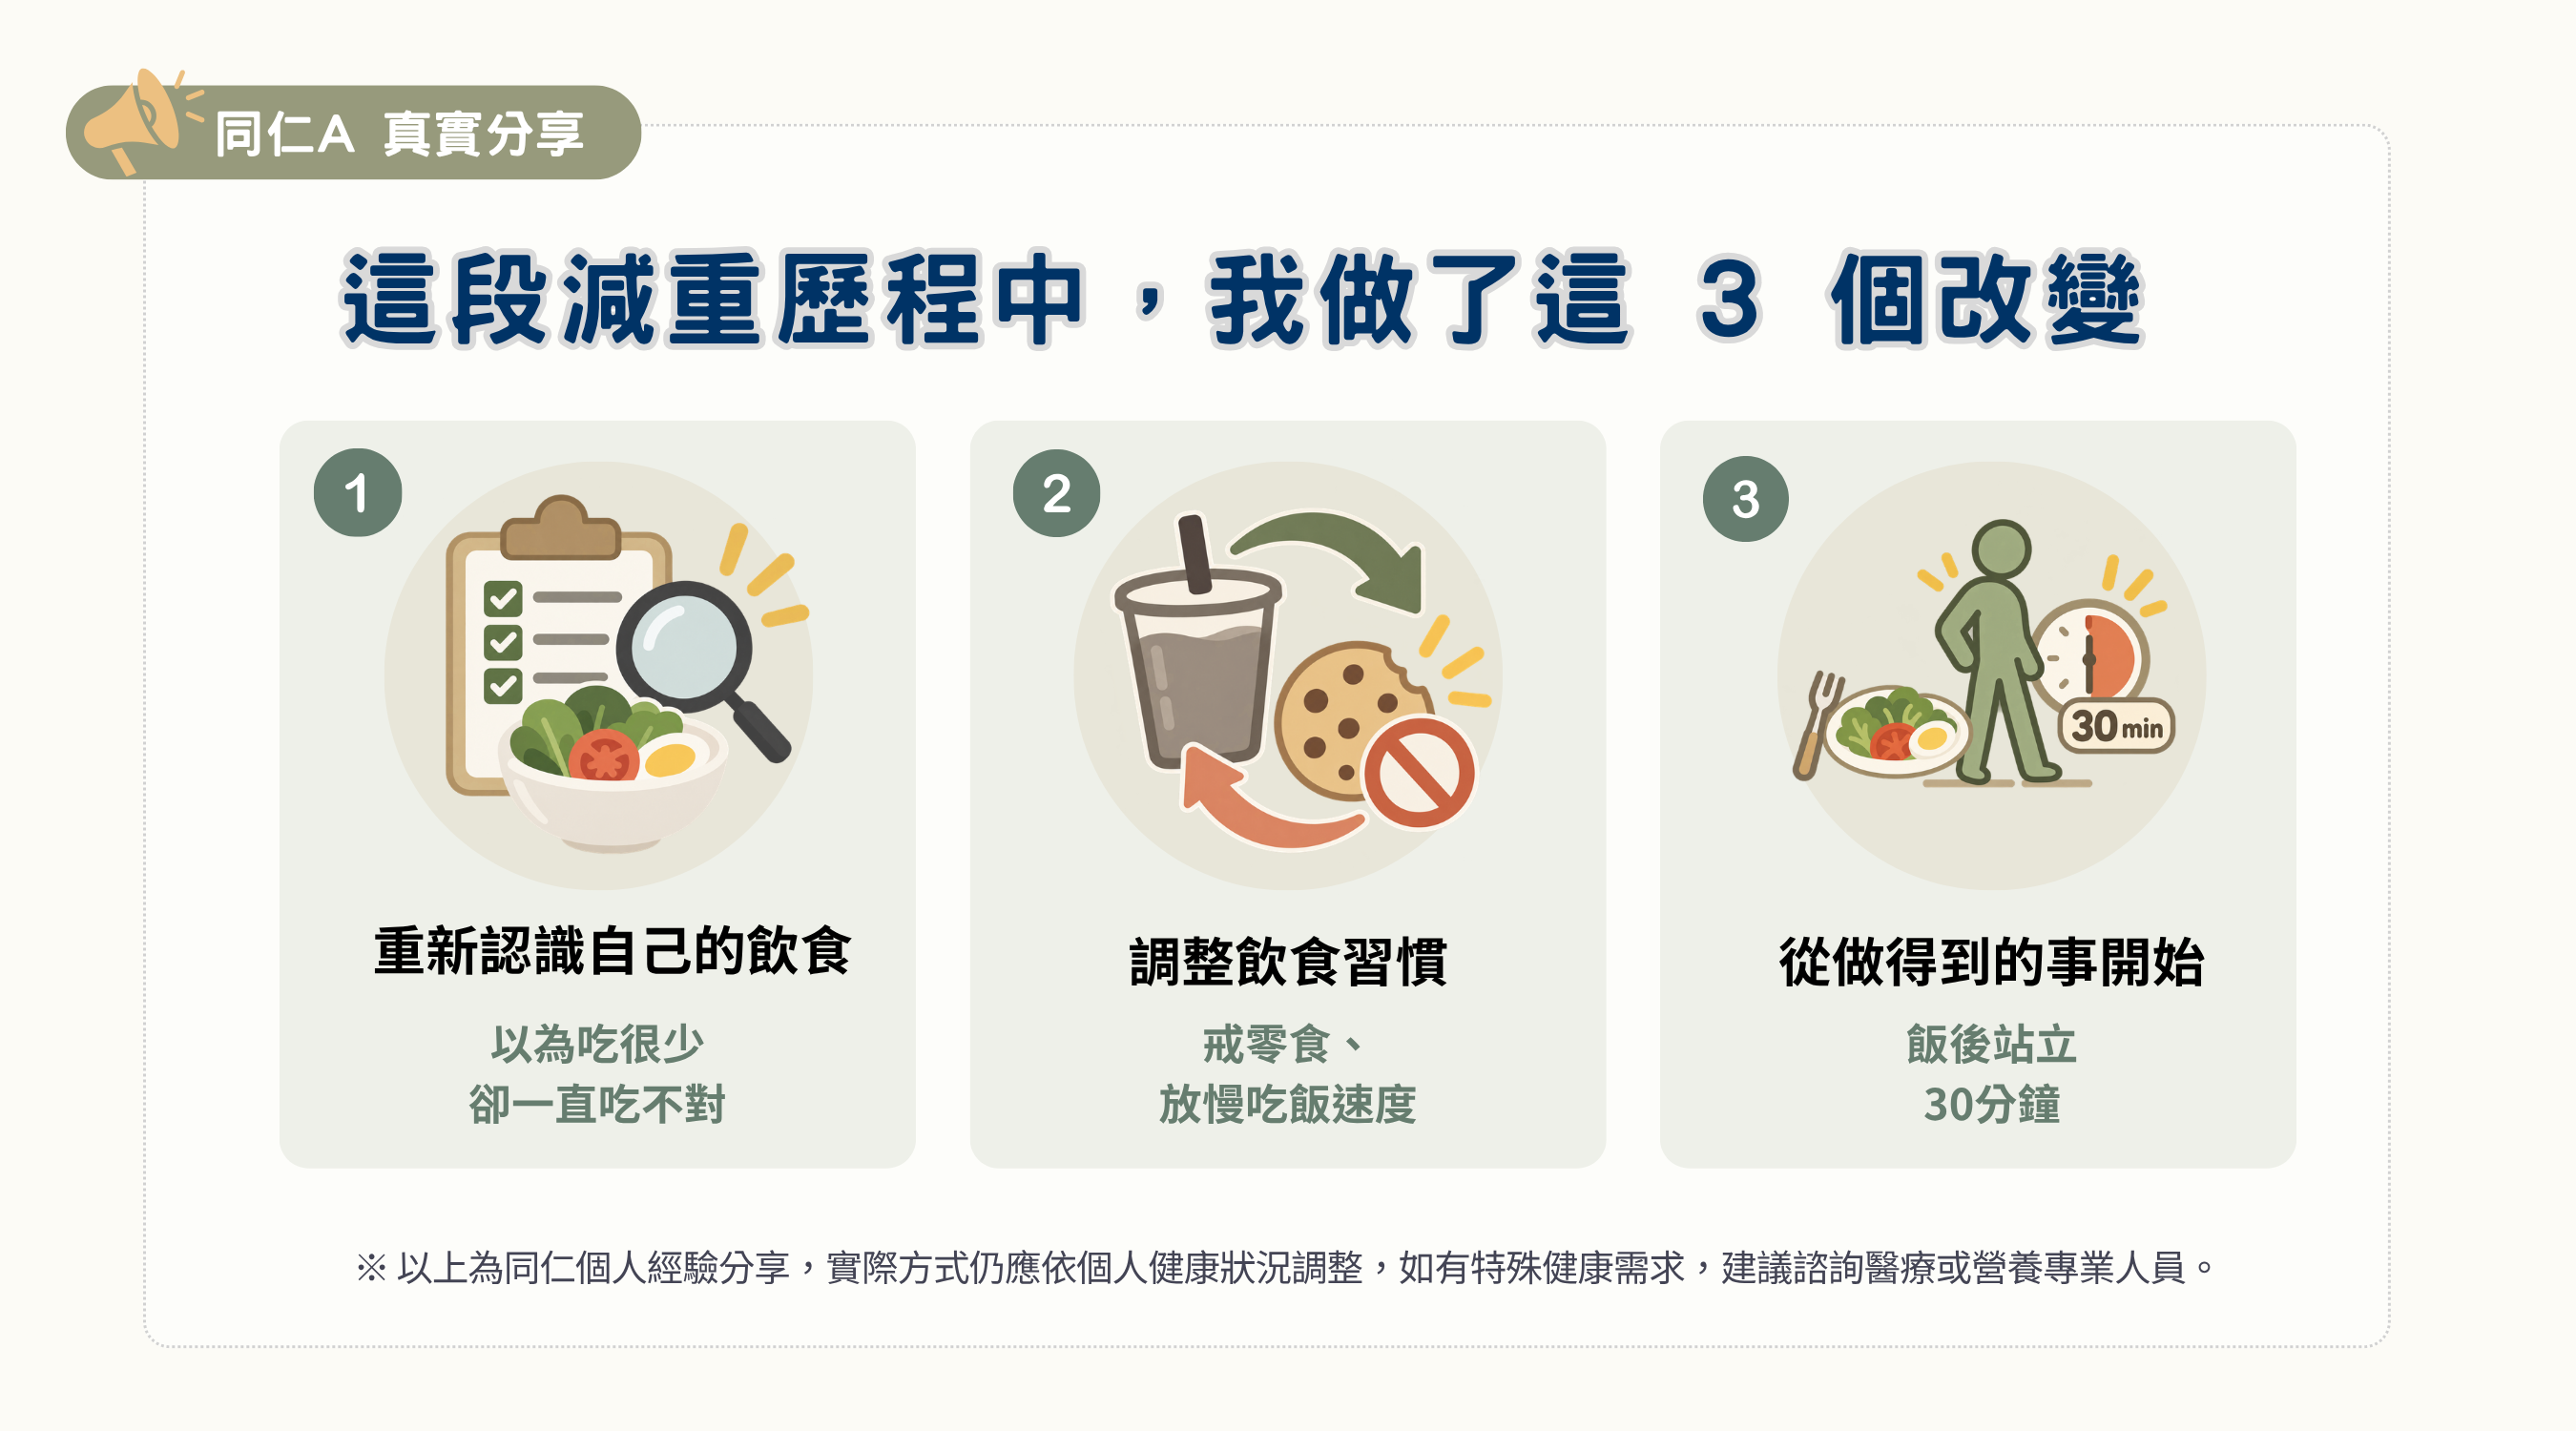 同仁A 真實分享
這段減重歷程中，我做了這 3 個改變
1
重新認識自己的飲食
以為吃很少
卻一直吃不對
2
調整飲食習慣
戒零食、
放慢吃飯速度
3
30 min
從做得到的事開始
飯後站立
30分鐘
※ 以上為同仁個人經驗分享，實際方式仍應依個人健康狀況調整，如有特殊健康需求，建議諮詢醫療或營養專業人員。